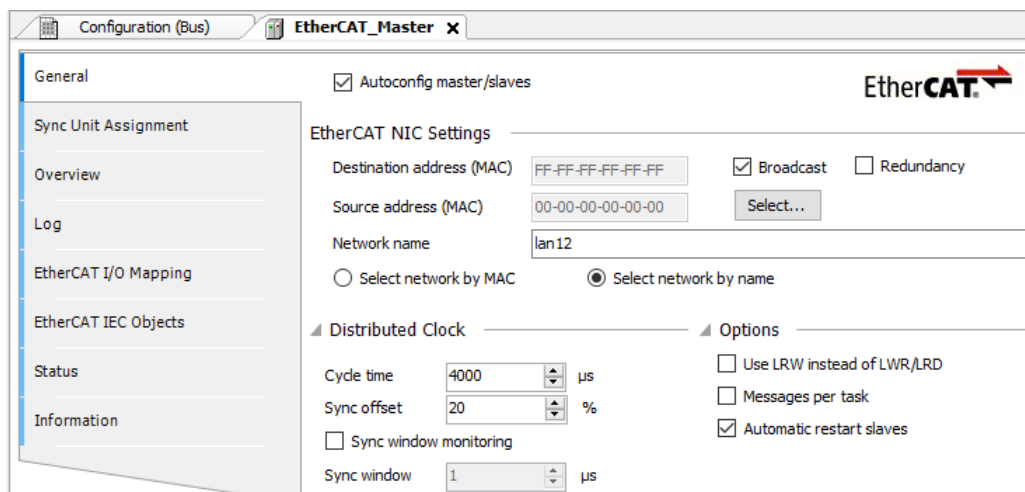 Configuration (Bus) EtherCAT_Master
General
Autoconfig master/slaves
EtherCAT.
Sync Unit Assignment
EtherCAT NIC Settings
Overview
Destination address (MAC) FF-FF-FF-FF-FF-FF Broadcast Redundancy
Log
Source address (MAC) 00-00-00-00-00-00 Select...
Network name lan12
EtherCAT I/O Mapping
Select network by MAC Select network by name
EtherCAT IEC Objects
Distributed Clock Options
Status
Cycle time 4000 µs Use LRW instead of LWR/LRD
Sync offset 20 % Messages per task
Information
Sync window monitoring Automatic restart slaves
Sync window 1 µs